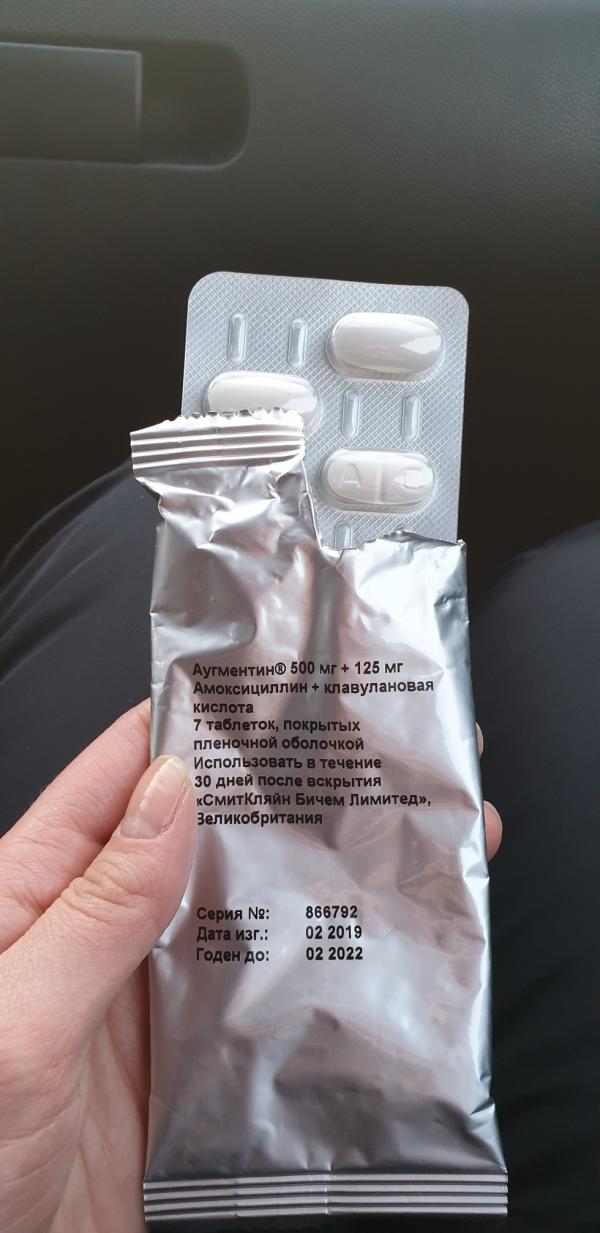 A C
Аугментин® 500 мг + 125 мг
Амоксициллин + клавулановая
кислота
7 таблеток, покрытых
пленочной оболочкой
Использовать в течение
30 дней после вскрытия
«СмитКляйн Бичем Лимитед»,
Великобритания
Серия №: 866792
Дата изг.: 02 2019
Годен до: 02 2022